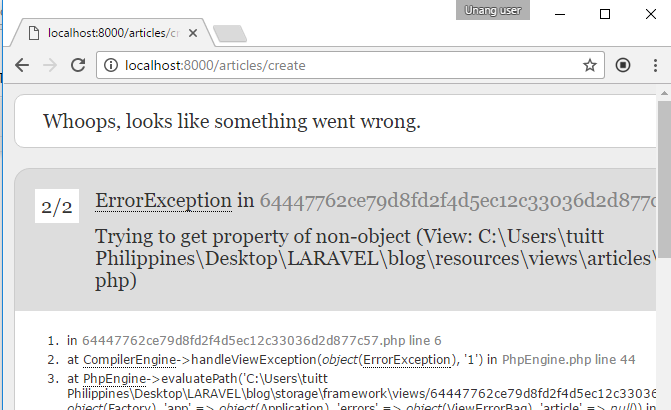 Unang user
localhost:8000/articles/cr
localhost:8000/articles/create
Whoops, looks like something went wrong.
2/2
ErrorException in 64447762ce79d8fd2f4d5ec12c33036d2d877c
Trying to get property of non-object (View: C:\Users\tuitt
Philippines\Desktop\LARAVEL\blog\resources\views\articles\
php)
1. in 64447762ce79d8fd2f4d5ec12c33036d2d877c57.php line 6
2. at CompilerEngine->handleViewException(object(ErrorException), '1') in PhpEngine.php line 44
3. at PhpEngine->evaluatePath('C:\Users\tuitt
Philippines\Desktop\LARAVEL\blog\storage\framework\views/64447762ce79d8fd2f4d5ec12c33036
object(Factory), 'app' => object(Application), 'errors' => object(ViewErrorBag), 'article' => null)) in